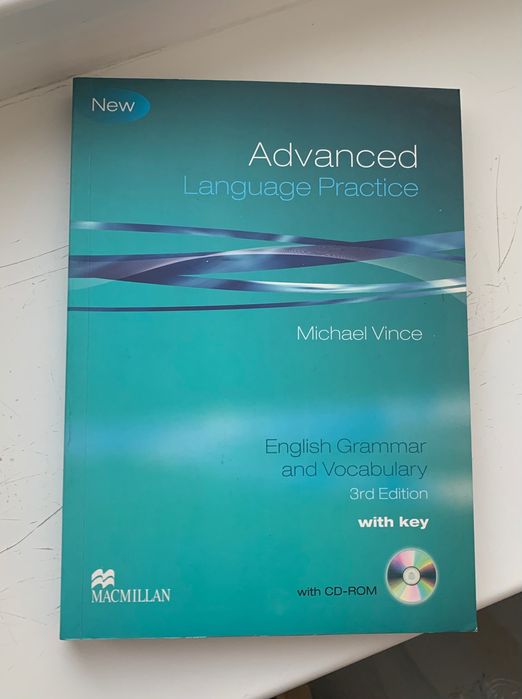 New
Advanced
Language Practice
Michael Vince
English Grammar
and Vocabulary
3rd Edition
with key
with CD-ROM
MACMILLAN